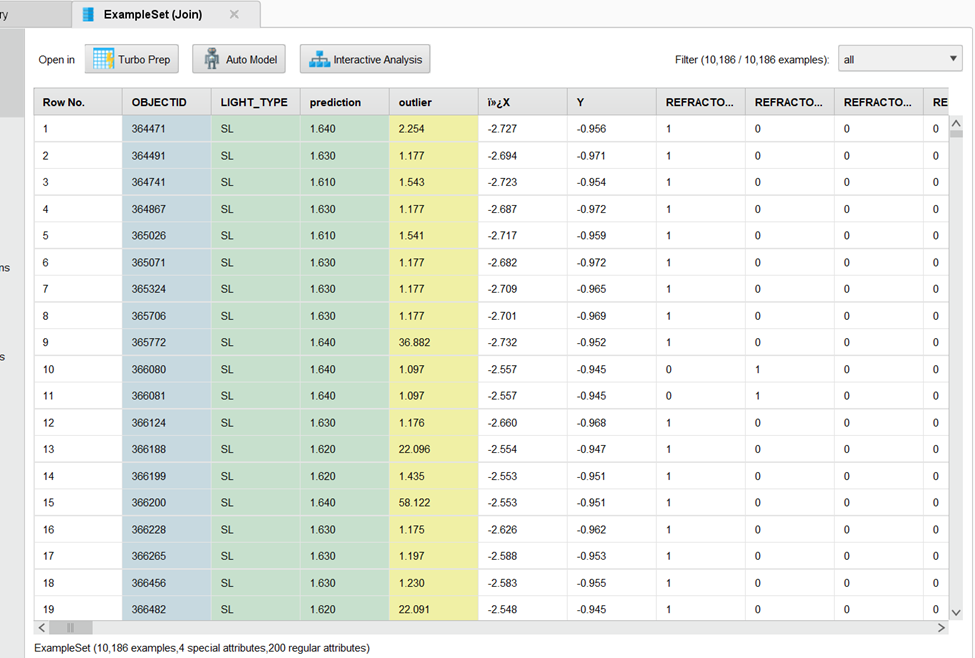 ry ExampleSet (Join)
Open in Turbo Prep Auto Model Interactive Analysis Filter (10,186 / 10,186 examples): all
Row No. OBJECTID LIGHT_TYPE prediction outlier ï»¿X Y REFRACTO... REFRACTO... REFRACTO... RE
1 364471 SL 1.640 2.254 -2.727 -0.956 1 0 0 0
2 364491 SL 1.630 1.177 -2.694 -0.971 1 0 0 0
3 364741 SL 1.610 1.543 -2.723 -0.954 1 0 0 0
4 364867 SL 1.630 1.177 -2.687 -0.972 1 0 0 0
5 365026 SL 1.610 1.541 -2.717 -0.959 1 0 0 0
6 365071 SL 1.630 1.177 -2.682 -0.972 1 0 0 0
ns
7 365324 SL 1.630 1.177 -2.709 -0.965 1 0 0 0
8 365706 SL 1.630 1.177 -2.701 -0.969 1 0 0 0
9 365772 SL 1.640 36.882 -2.732 -0.952 1 0 0 0
s
10 366080 SL 1.640 1.097 -2.557 -0.945 0 1 0 0
11 366081 SL 1.640 1.097 -2.557 -0.945 0 1 0 0
12 366124 SL 1.630 1.176 -2.660 -0.968 1 0 0 0
13 366188 SL 1.620 22.096 -2.554 -0.947 1 0 0 0
14 366199 SL 1.620 1.435 -2.553 -0.951 1 0 0 0
15 366200 SL 1.640 58.122 -2.553 -0.951 1 0 0 0
16 366228 SL 1.630 1.175 -2.626 -0.962 1 0 0 0
17 366265 SL 1.630 1.197 -2.588 -0.953 1 0 0 0
18 366456 SL 1.630 1.230 -2.583 -0.955 1 0 0 0
19 366482 SL 1.620 22.091 -2.548 -0.945 1 0 0 0
ExampleSet (10,186 examples,4 special attributes,200 regular attributes)